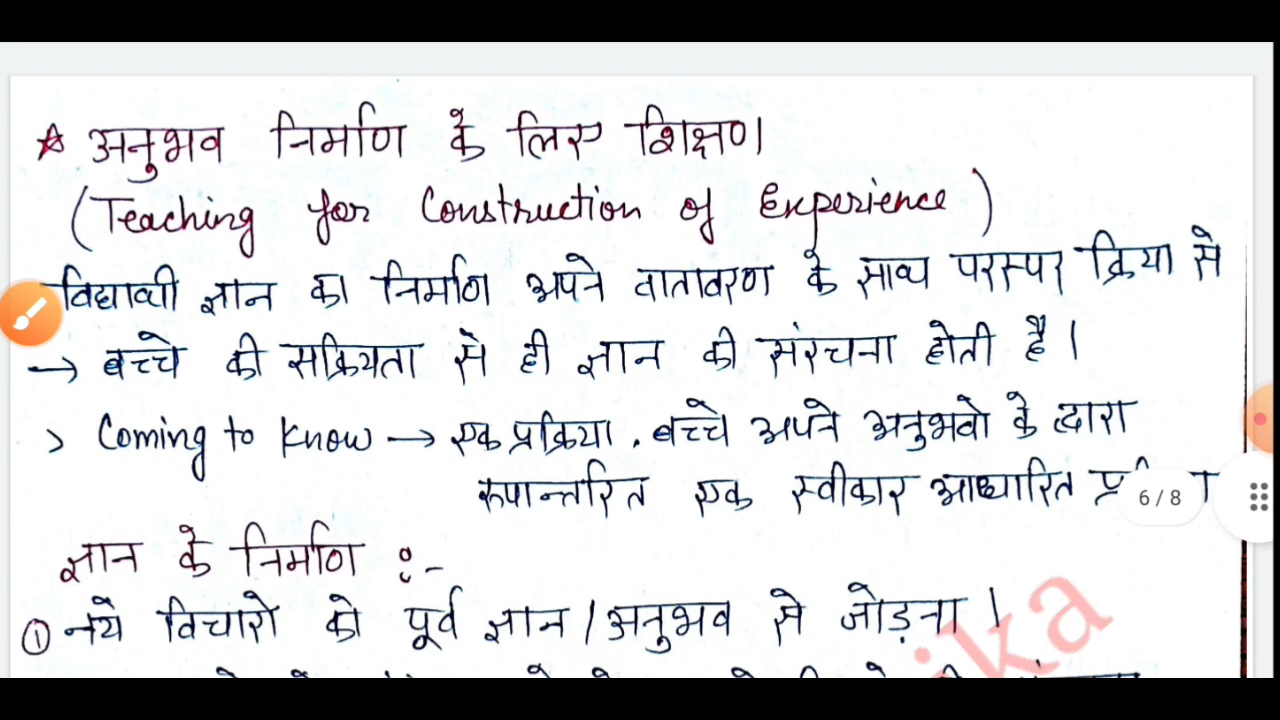 ☆ अनुभव निर्माण के लिए शिक्षण।
(Teaching for Construction of Experience)
विद्यार्थी ज्ञान का निर्माण अपने वातावरण के साथ परस्पर क्रिया से
→ बच्चे की सक्रियता से ही ज्ञान की संरचना होती है।
> Coming to Know → एक प्रक्रिया. बच्चे अपने अनुभवो के द्वारा
रूपान्तरित एक स्वीकार आधारित
6 / 8
ज्ञान के निर्माण :-
① नये विचारो को पूर्व ज्ञान / अनुभव से जोड़ना।
ika